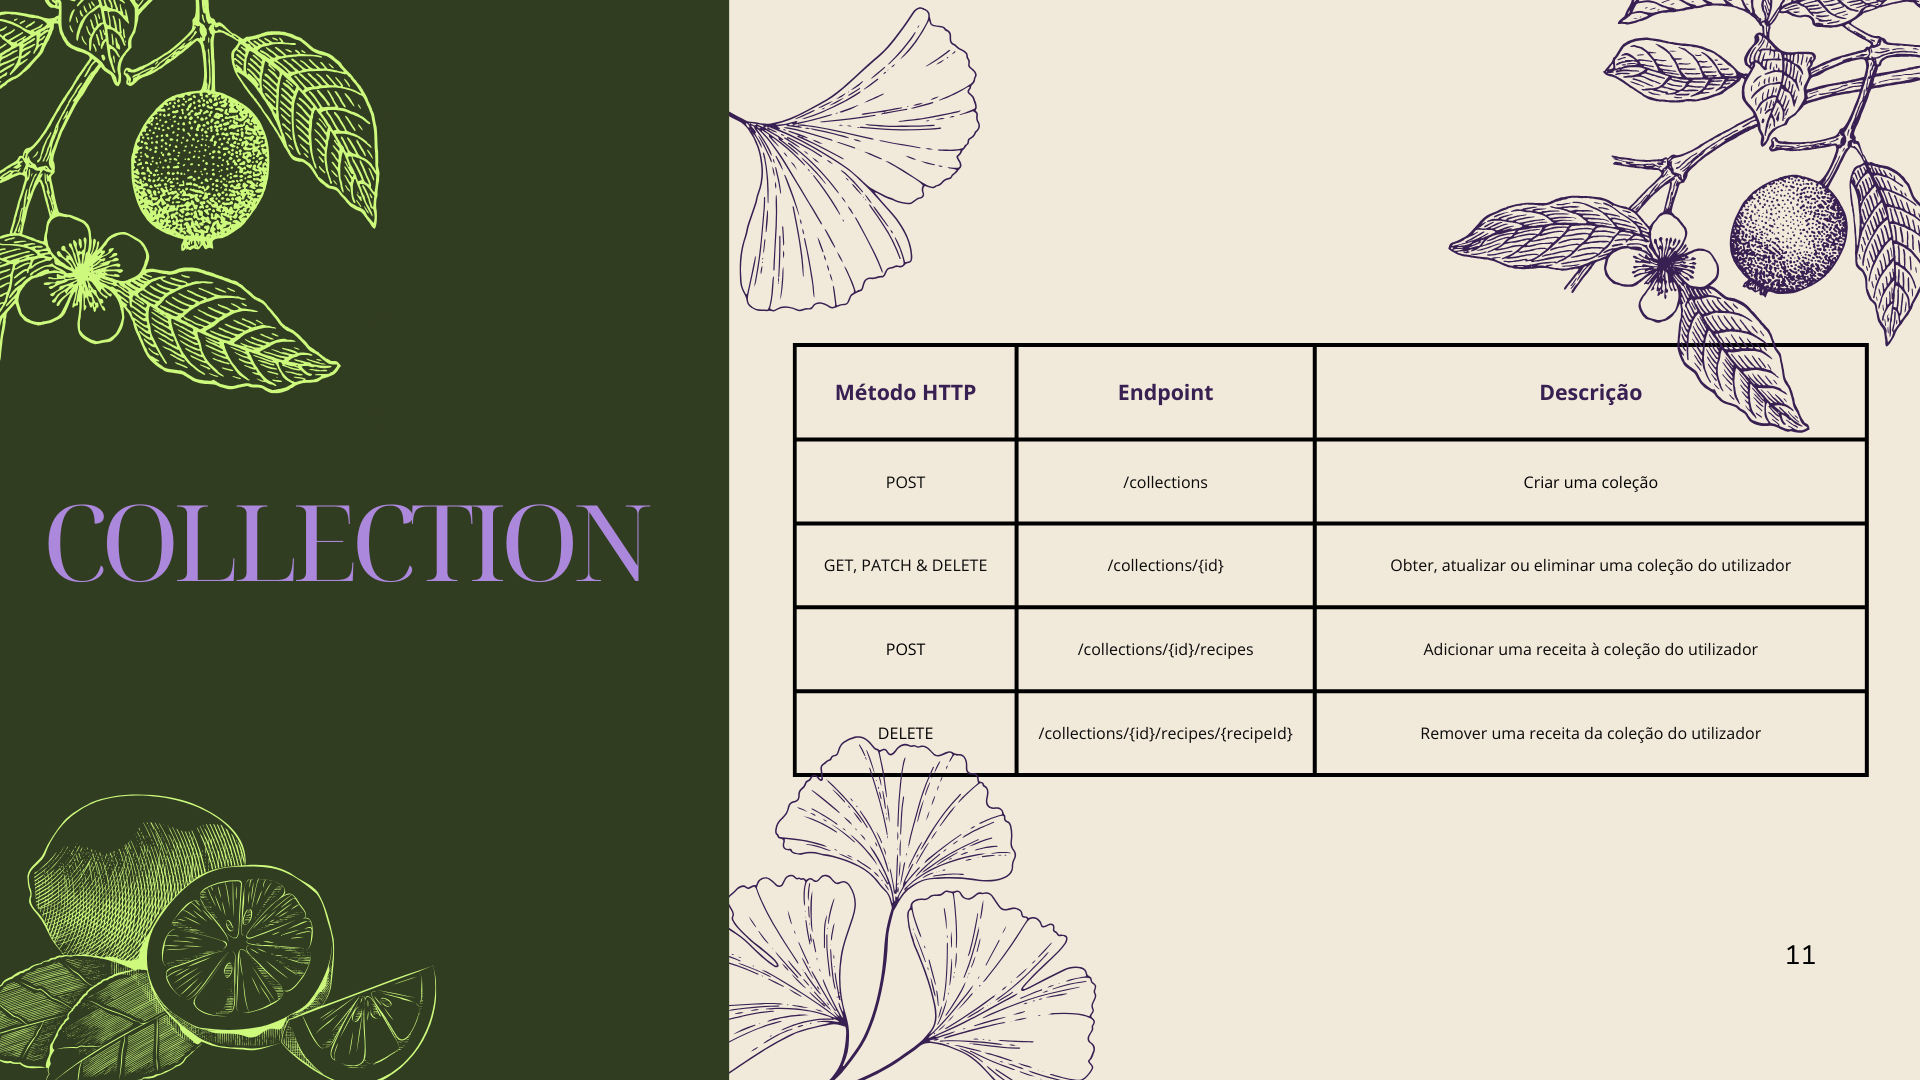 COLLECTION
Método HTTP Endpoint Descrição
POST /collections Criar uma coleção
GET, PATCH & DELETE /collections/{id} Obter, atualizar ou eliminar uma coleção do utilizador
POST /collections/{id}/recipes Adicionar uma receita à coleção do utilizador
DELETE /collections/{id}/recipes/{recipeId} Remover uma receita da coleção do utilizador
11